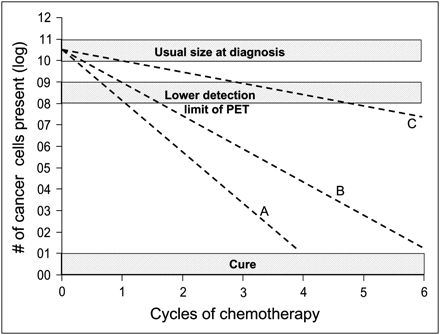 # of cancer cells present (log)
12
11
10
09
08
07
06
05
04
03
02
01
00
Usual size at diagnosis
Lower detection
limit of PET
C
B
A
Cure
0 1 2 3 4 5 6
Cycles of chemotherapy